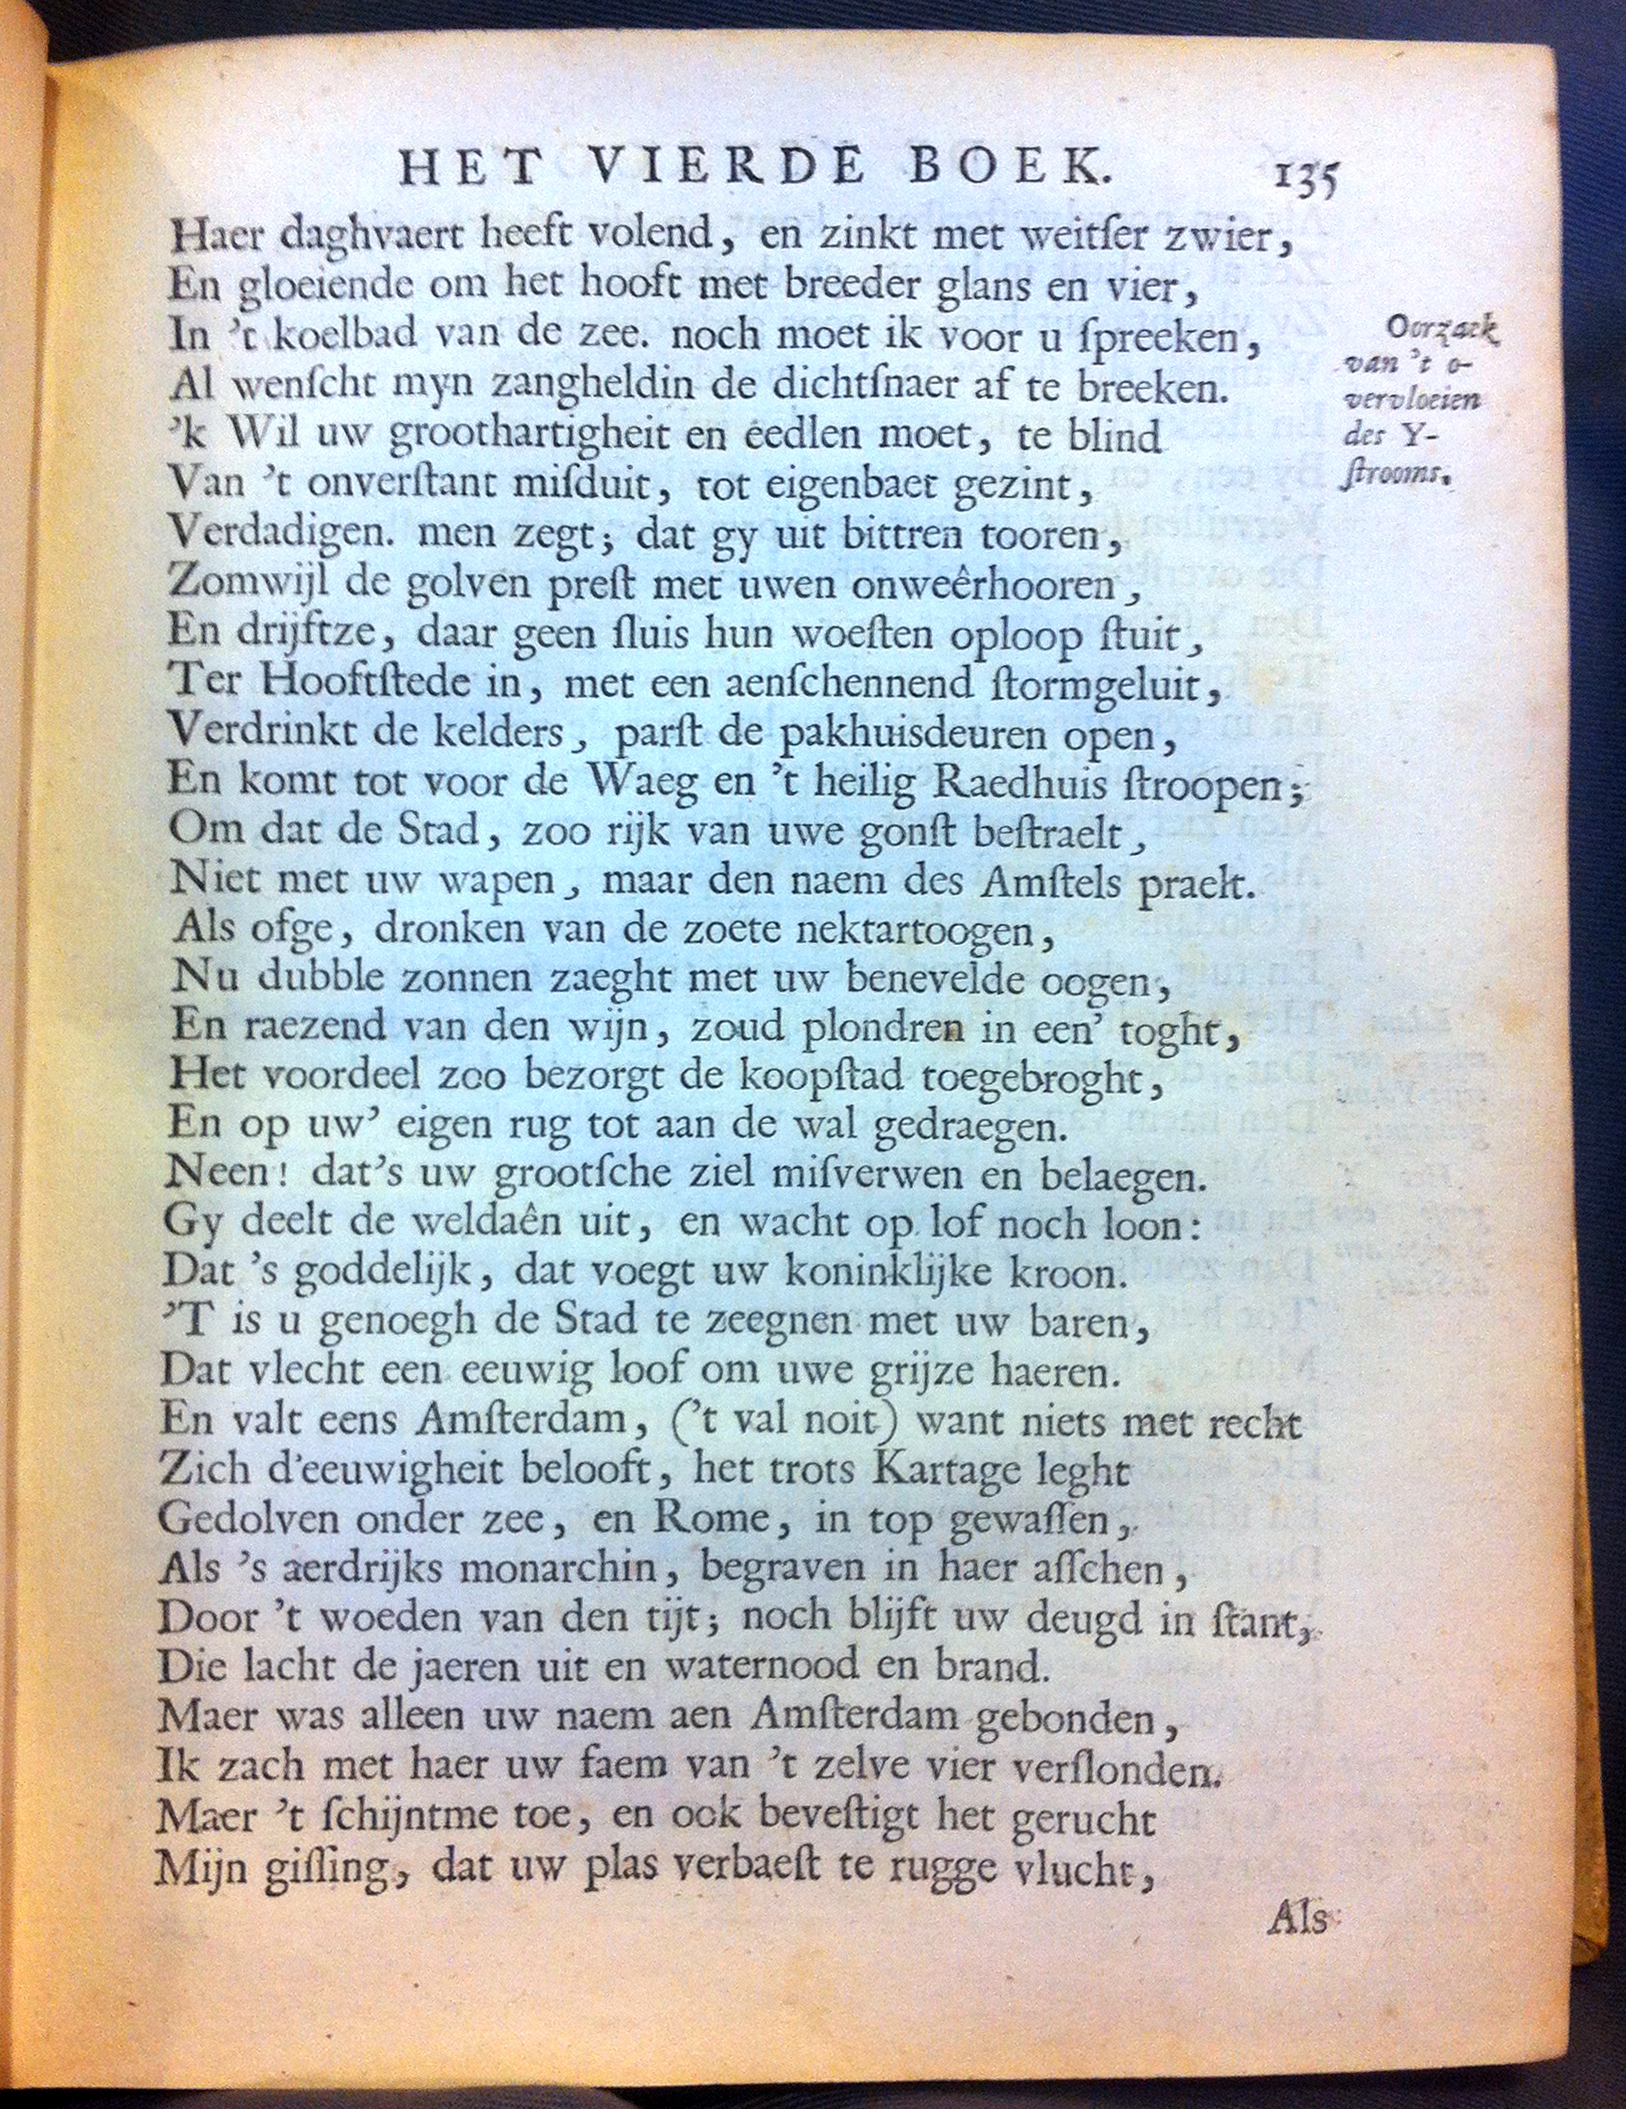 HET VIERDE BOEK. 135
Haer daghvaert heeft volend, en zinkt met weitſer zwier,
En gloeiende om het hooft met breeder glans en vier,
In ’t koelbad van de zee. noch moet ik voor u ſpreeken,
Al wenſcht myn zangheldin de dichtſnaer af te breeken.
’k Wil uw groothartigheit en eedlen moet, te blind
Van ’t onverſtant miſduit, tot eigenbaet gezint,
Verdadigen. men zegt; dat gy uit bittren tooren,
Zomwijl de golven preſt met uwen onweêrhooren,
En drijftze, daar geen ſluis hun woeſten oploop ſtuit,
Ter Hooftſtede in, met een aenſchennend ſtormgeluit,
Verdrinkt de kelders, parſt de pakhuisdeuren open,
En komt tot voor de Waeg en ’t heilig Raedhuis ſtroopen;
Om dat de Stad, zoo rijk van uwe gonſt beſtraelt,
Niet met uw wapen, maar den naem des Amſtels praelt.
Als ofge, dronken van de zoete nektartoogen,
Nu dubble zonnen zaeght met uw benevelde oogen,
En raezend van den wijn, zoud plondren in een’ toght,
Het voordeel zoo bezorgt de koopſtad toegebroght,
En op uw’ eigen rug tot aan de wal gedraegen.
Neen! dat’s uw grootſche ziel miſverwen en belaegen.
Gy deelt de weldaên uit, en wacht op lof noch loon:
Dat ’s goddelijk, dat voegt uw koninklijke kroon.
’T is u genoegh de Stad te zeegnen met uw baren,
Dat vlecht een eeuwig loof om uwe grijze haeren.
En valt eens Amſterdam, (’t val noit) want niets met recht
Zich d’eeuwigheit belooft, het trots Kartage leght
Gedolven onder zee, en Rome, in top gewaſſen,
Als ’s aerdrijks monarchin, begraven in haer aſſchen,
Door ’t woeden van den tijt; noch blijft uw deugd in ſtant,
Die lacht de jaeren uit en waternood en brand.
Maer was alleen uw naem aen Amſterdam gebonden,
Ik zach met haer uw faem van ’t zelve vier verſlonden.
Maer ’t ſchijntme toe, en ook beveſtigt het gerucht
Mijn giſſing, dat uw plas verbaeſt te rugge vlucht,
Als
Oorzaek
van ’t o-
vervloeien
des Y-
ſtrooms.